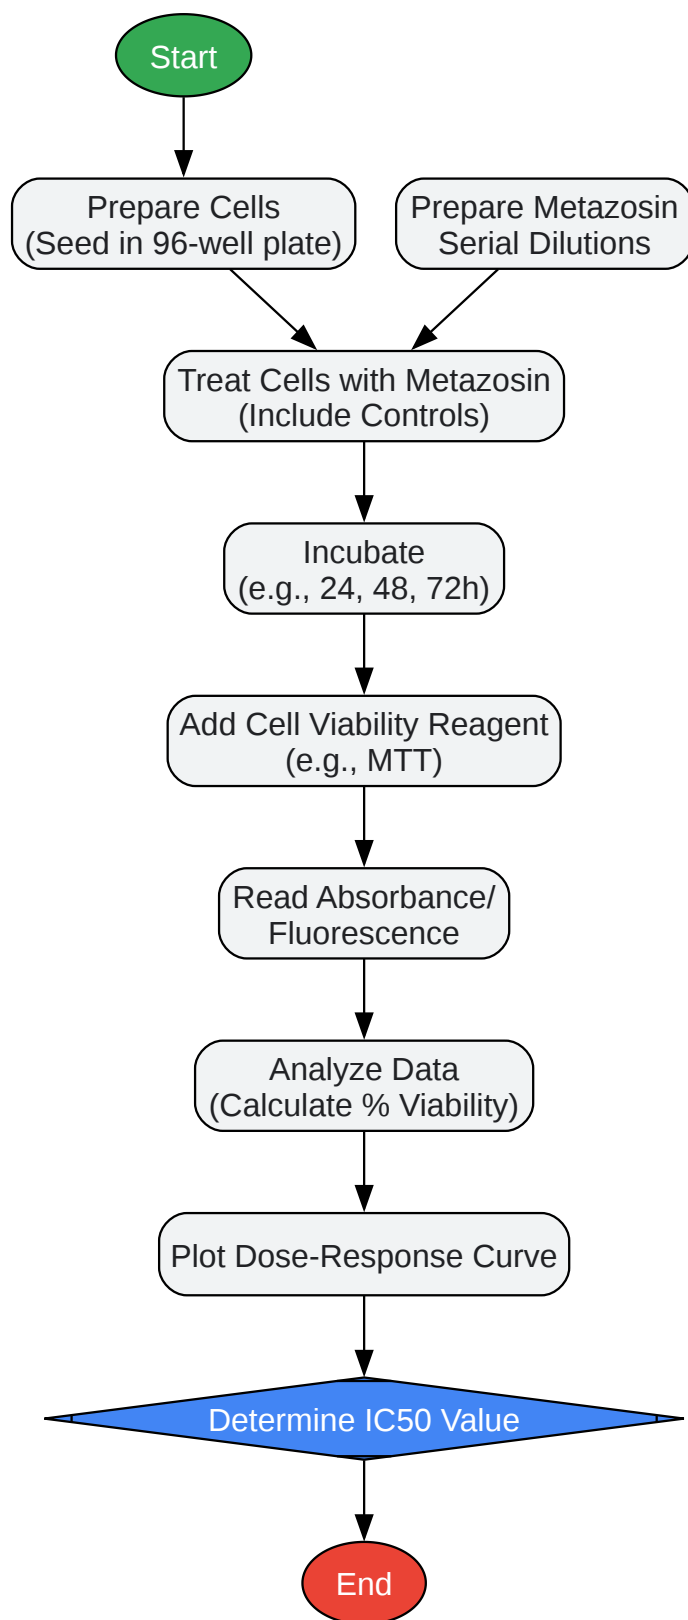 Start
Prepare Cells
(Seed in 96-well plate)
Prepare Metazosin
Serial Dilutions
Treat Cells with Metazosin
(Include Controls)
Incubate
(e.g., 24, 48, 72h)
Add Cell Viability Reagent
(e.g., MTT)
Read Absorbance/
Fluorescence
Analyze Data
(Calculate % Viability)
Plot Dose-Response Curve
Determine IC50 Value
End